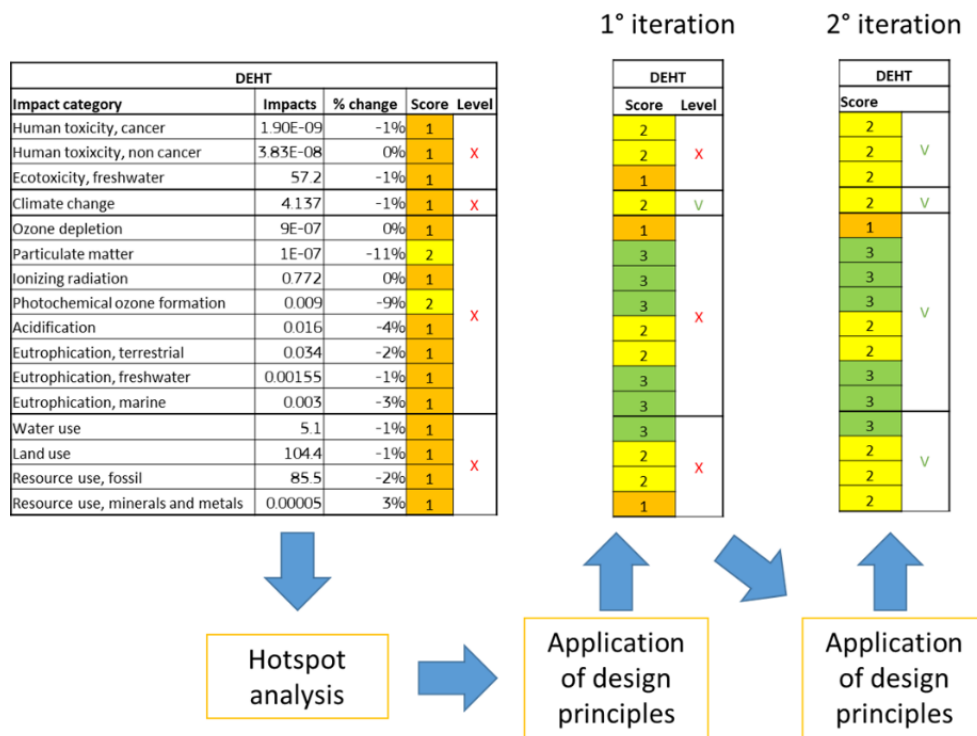 1° iteration
2° iteration
DEHT
Impact category Impacts % change Score Level
Human toxicity, cancer 1.90E-09 -1% 1
Human toxixcity, non cancer 3.83E-08 0% 1 X
Ecotoxicity, freshwater 57.2 -1% 1
Climate change 4.137 -1% 1 X
Ozone depletion 9E-07 0% 1
Particulate matter 1E-07 -11% 2
Ionizing radiation 0.772 0% 1
Photochemical ozone formation 0.009 -9% 2 X
Acidification 0.016 -4% 1
Eutrophication, terrestrial 0.034 -2% 1
Eutrophication, freshwater 0.00155 -1% 1
Eutrophication, marine 0.003 -3% 1
Water use 5.1 -1% 1
Land use 104.4 -1% 1 X
Resource use, fossil 85.5 -2% 1
Resource use, minerals and metals 0.00005 3% 1
DEHT
Score Level
2
2 X
1
2 V
1
3
3
3
2 X
2
3
3
3
2 X
2
1
DEHT
Score
2
2 V
2
2 V
1
3
3
3 V
2
2
3
3
3
2 V
2
2
Hotspot
analysis
Application
of design
principles
Application
of design
principles